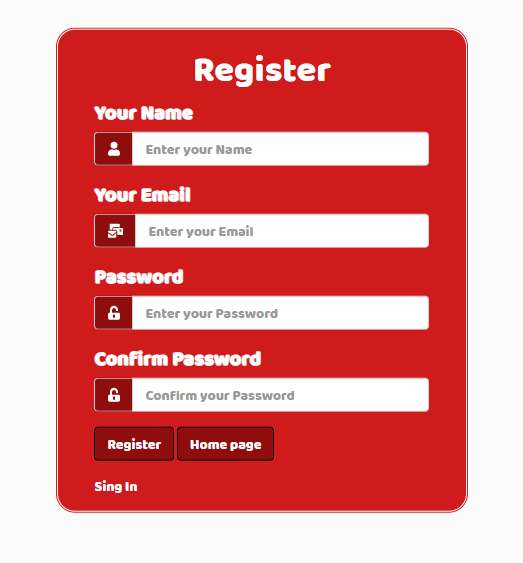 Register
Your Name
Enter your Name
Your Email
Enter your Email
Password
Enter your Password
Confirm Password
Confirm your Password
Register Home page
Sing In